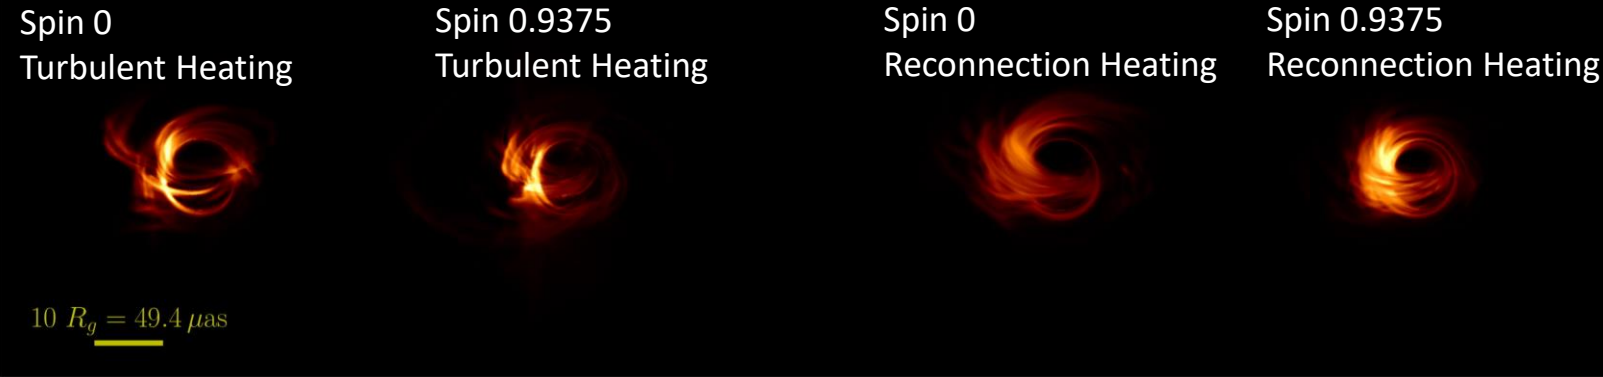 Spin 0
Turbulent Heating
Spin 0.9375
Turbulent Heating
Spin 0
Reconnection Heating
Spin 0.9375
Reconnection Heating
10 R_g = 49.4 μas